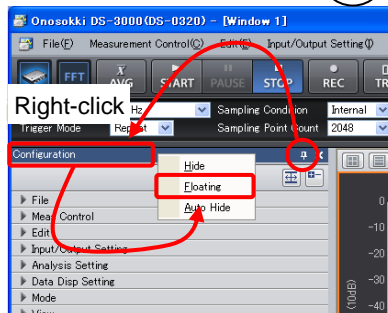 Onosokki DS-3000(DS-0320) - [Window 1]
File(F) Measurement Control(C) Edit(E) Input/Output Setting(I)
FFT X AVG START PAUSE STOP REC TR
Right-click Hz Sampling Condition Internal
Trigger Mode Repeat Sampling Point Count 2048
Configuration
Hide
Floating
Auto Hide
File
Meas Control
Edit
Input/Output Setting
Analysis Setting
Data Disp Setting
Mode
View
0
-10
-20
-30
-40
(10dB)